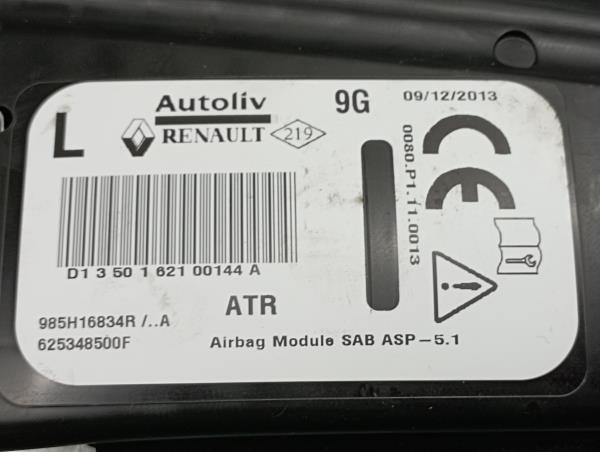 L
Autoliv
RENAULT 219
9G
09/12/2013
0080.P1.11.0013
CE
D1 3 50 1 621 00144 A
ATR
985H16834R /..A
625348500F
Airbag Module SAB ASP-5.1